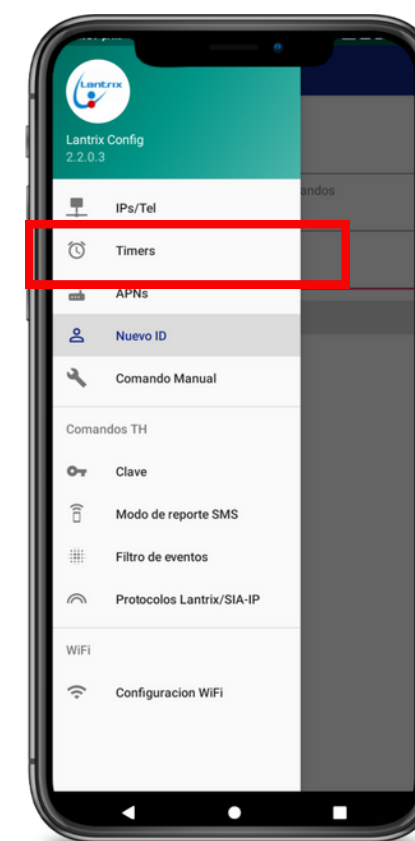 Lantrix
Lantrix Config
2.2.0.3
IPs/Tel
andos
Timers
APNs
Nuevo ID
Comando Manual
Comandos TH
Clave
Modo de reporte SMS
Filtro de eventos
Protocolos Lantrix/SIA-IP
WiFi
Configuracion WiFi